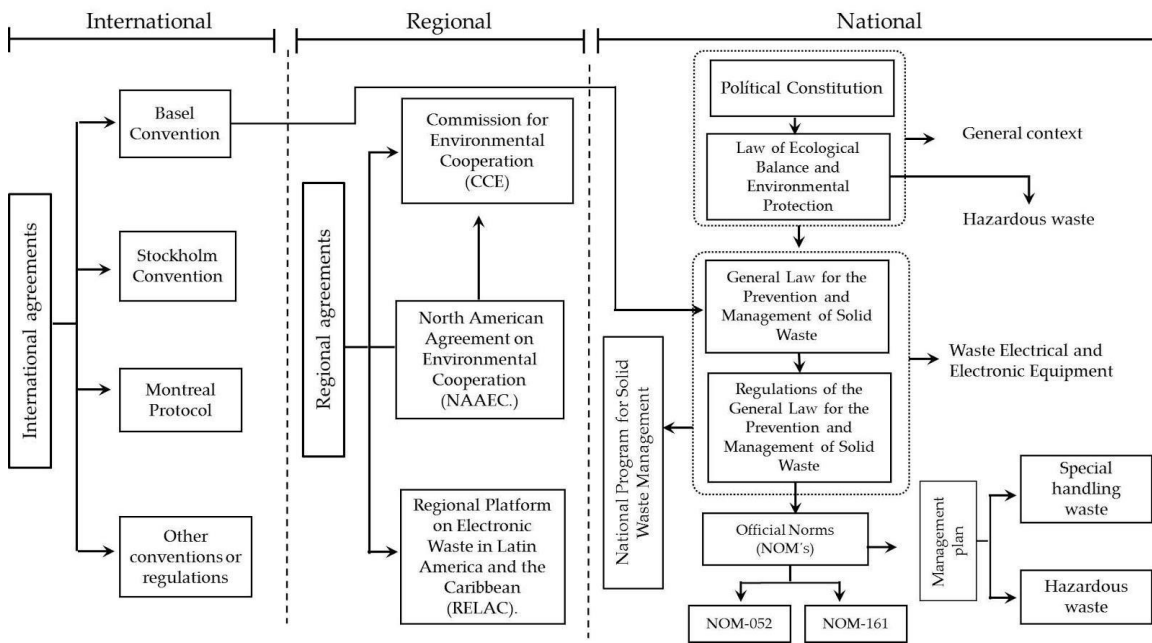 International
Regional
National
International agreements
Basel
Convention
Stockholm
Convention
Montreal
Protocol
Other
conventions or
regulations
Regional agreements
Commission for
Environmental
Cooperation
(CCE)
North American
Agreement on
Environmental
Cooperation
(NAAEC.)
Regional Platform
on Electronic
Waste in Latin
America and the
Caribbean
(RELAC).
Polítical Constitution
Law of Ecological
Balance and
Environmental
Protection
General context
Hazardous waste
General Law for the
Prevention and
Management of Solid
Waste
Regulations of the
General Law for the
Prevention and
Management of Solid
Waste
Waste Electrical and
Electronic Equipment
National Program for Solid
Waste Management
Official Norms
(NOM´s)
NOM-052
NOM-161
Management
plan
Special
handling
waste
Hazardous
waste